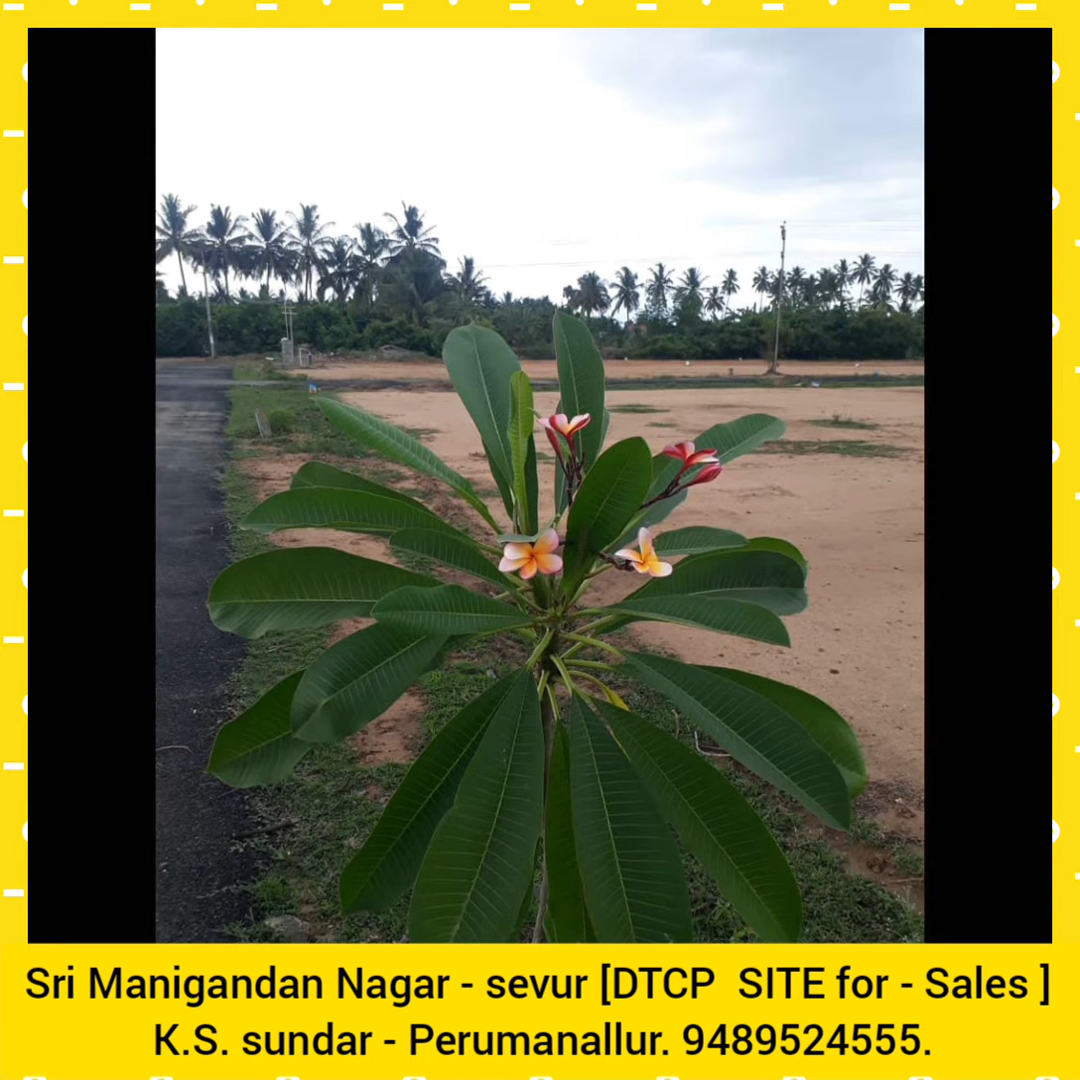 Sri Manigandan Nagar - sevur [DTCP  SITE for - Sales ]
K.S. sundar - Perumanallur. 9489524555.